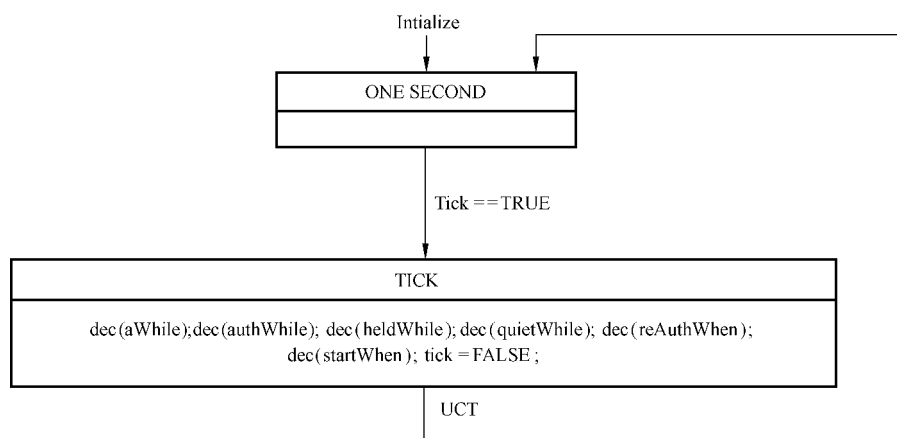 Intialize
ONE SECOND
Tick ==TRUE
TICK
dec(aWhile);dec(authWhile); dec(heldWhile); dec(quietWhile); dec(reAuthWhen);
dec(startWhen); tick =FALSE;
UCT